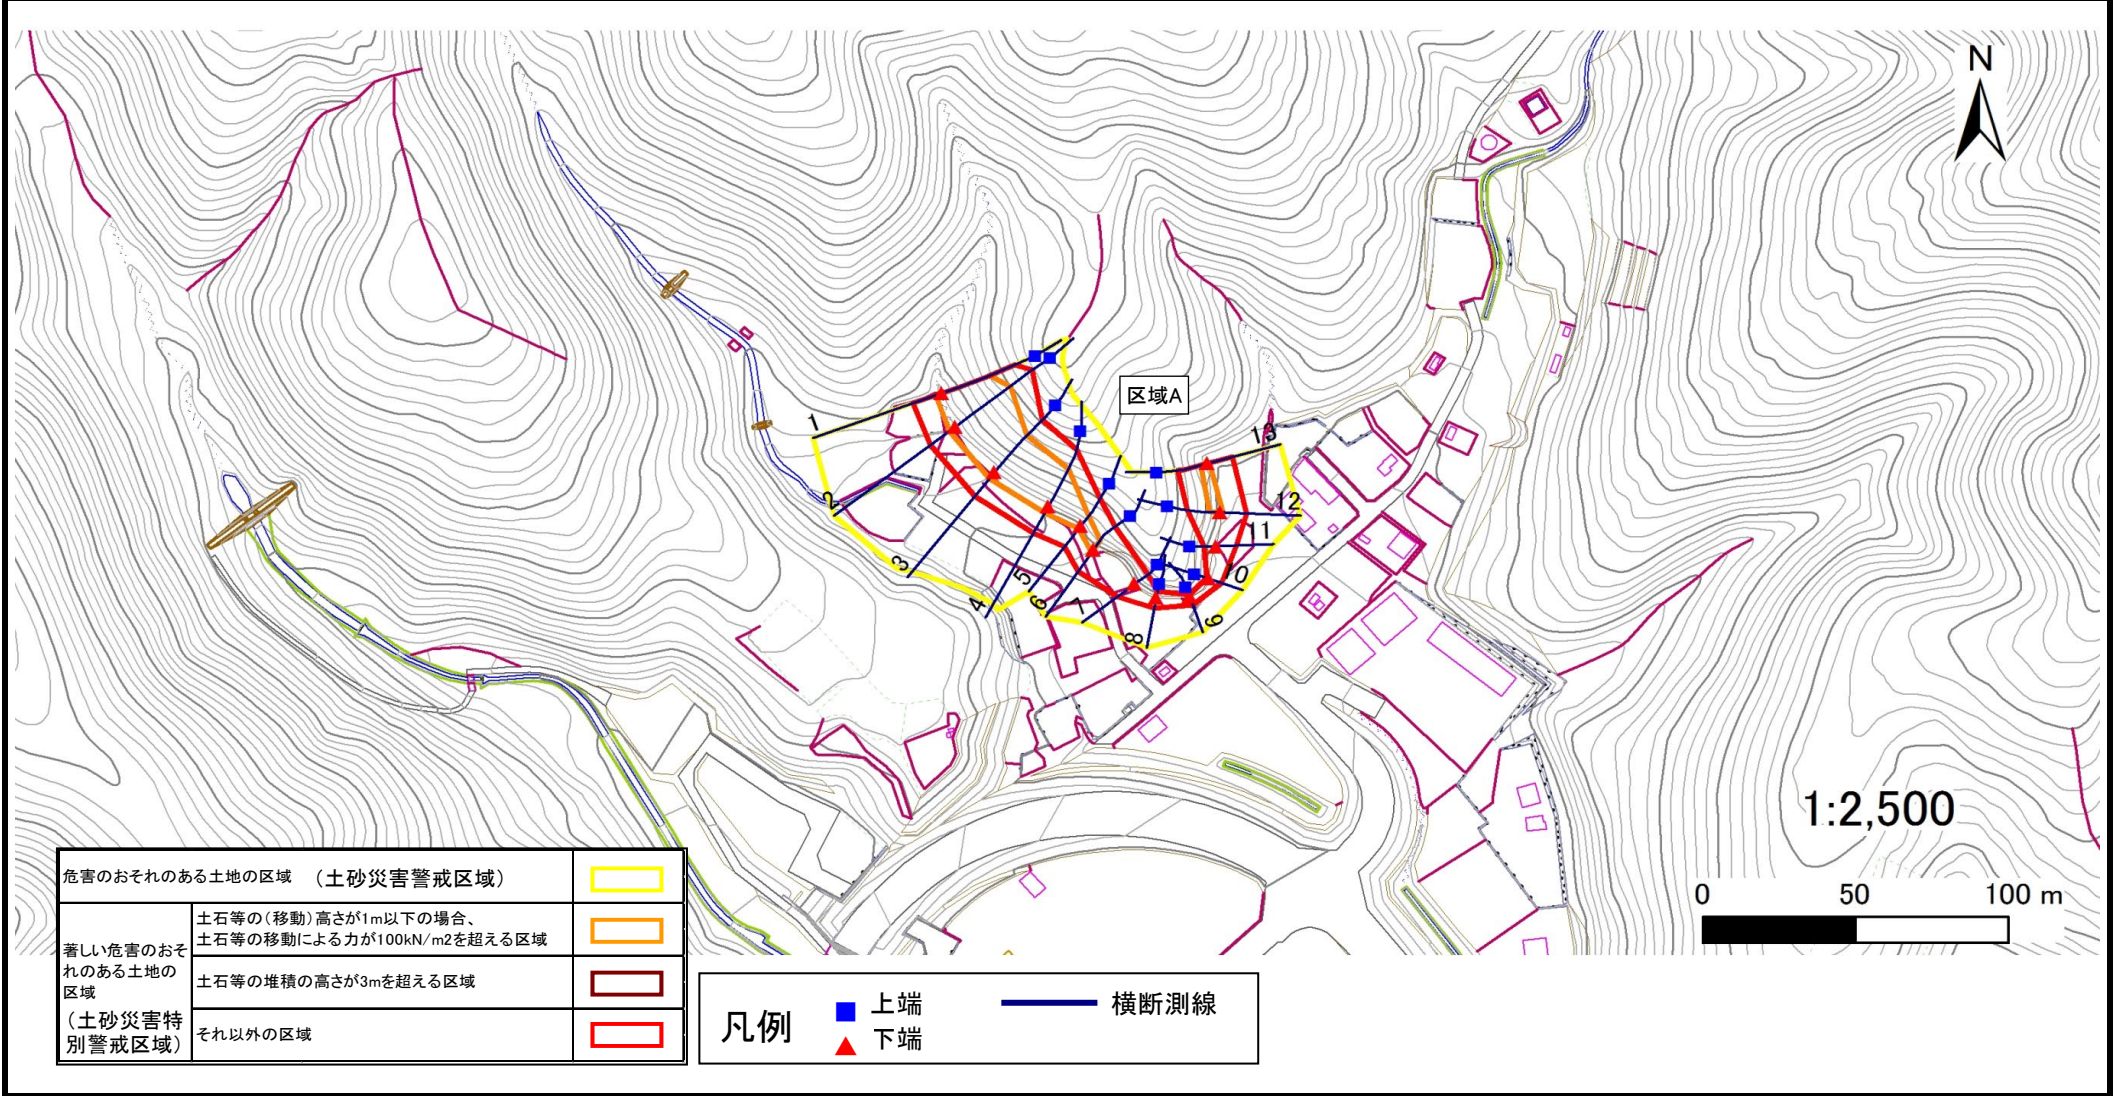 N
区域A
1
2
3
4
5
6
7
8
9
10
11
12
13
1:2,500
0 50 100 m
危害のおそれのある土地の区域 （土砂災害警戒区域）
著しい危害のおそ
れのある土地の
区域
（土砂災害特
別警戒区域）
土石等の（移動）高さが1m以下の場合、
土石等の移動による力が100kN/m2を超える区域
土石等の堆積の高さが3mを超える区域
それ以外の区域
凡例
上端
下端
横断測線